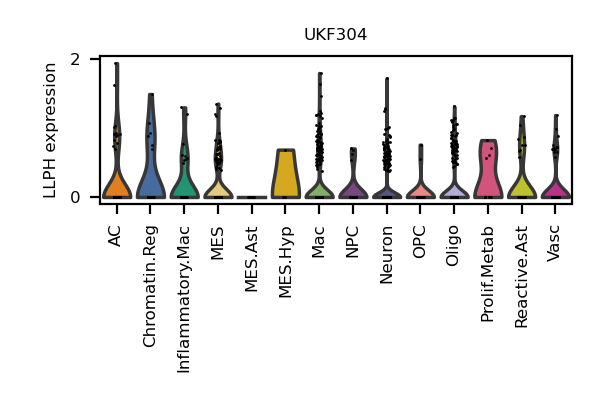 UKF304
LLPH expression
2
0
AC
Chromatin.Reg
Inflammatory.Mac
MES
MES.Ast
MES.Hyp
Mac
NPC
Neuron
OPC
Oligo
Prolif.Metab
Reactive.Ast
Vasc